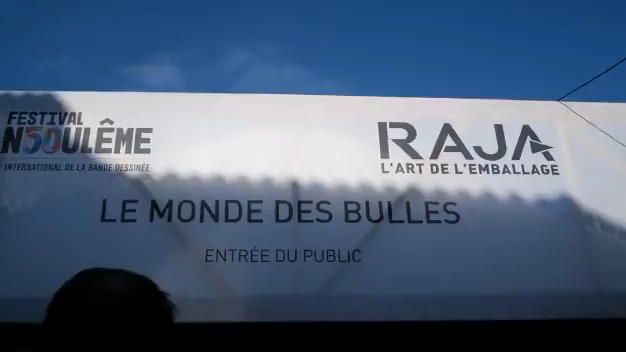 FESTIVAL
N50ULÊME
INTERNATIONAL DE LA BANDE DESSINÉE
RAJA
L'ART DE L'EMBALLAGE
LE MONDE DES BULLES
ENTRÉE DU PUBLIC